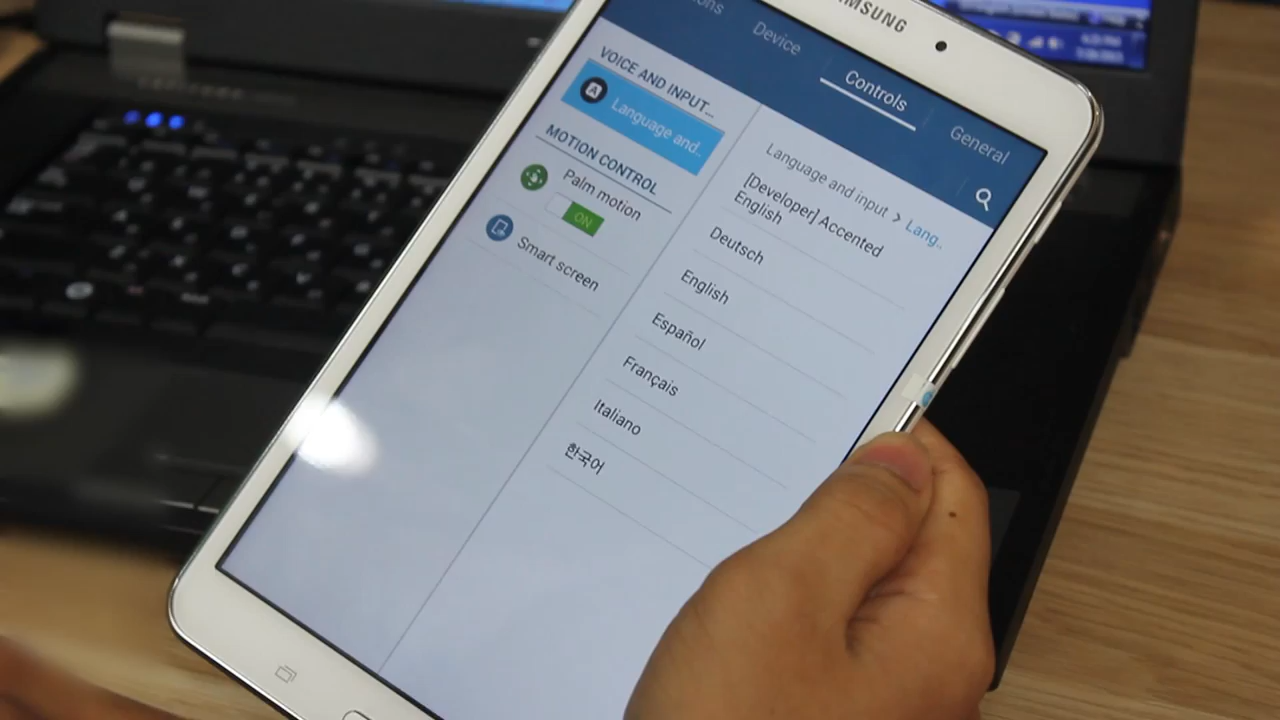 SAMSUNG
Device
Controls
General
VOICE AND INPUT...
Language and..
MOTION CONTROL
Palm motion
ON
Smart screen
Language and input > Lang..
[Developer] Accented
English
Deutsch
English
Español
Français
Italiano
한국어